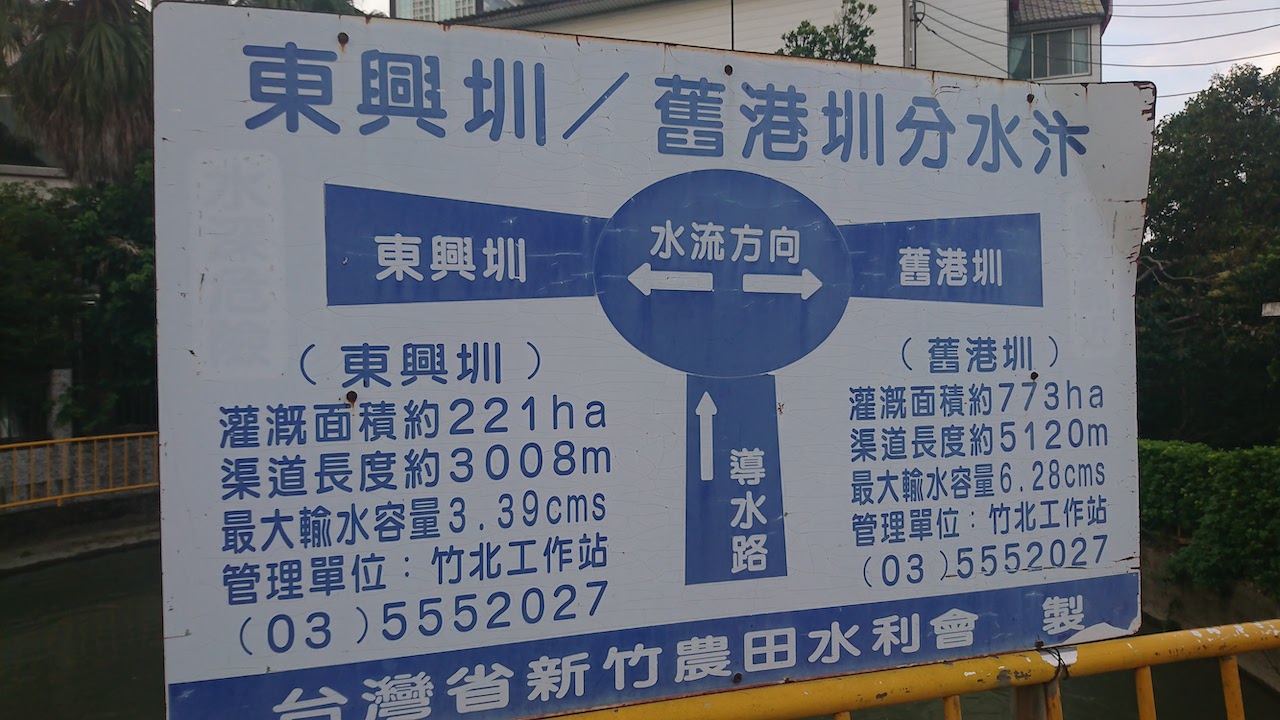 東興圳／舊港圳分水汴
水流方向
東興圳
舊港圳
導水路
（東興圳）
灌溉面積約221ha
渠道長度約3008m
最大輸水容量3.39cms
管理單位：竹北工作站
（03）5552027
（舊港圳）
灌溉面積約773ha
渠道長度約5120m
最大輸水容量6.28cms
管理單位：竹北工作站
（03）5552027
台灣省新竹農田水利會 製